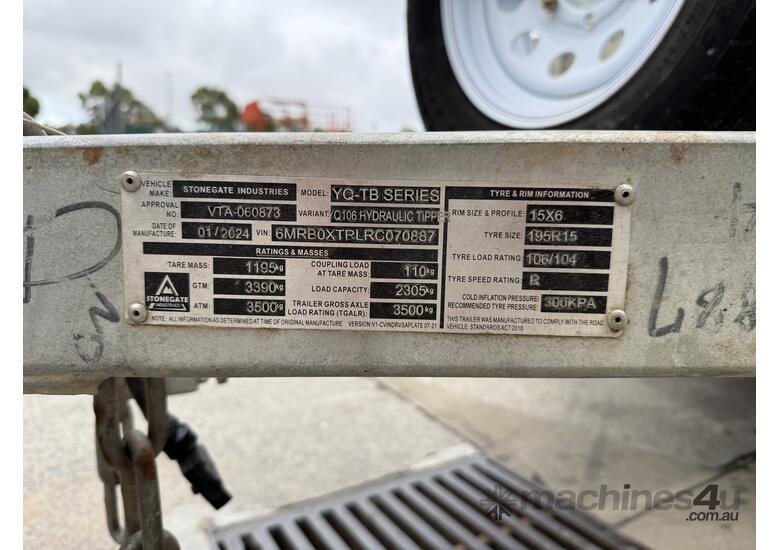 VEHICLE MAKE: STONEGATE INDUSTRIES MODEL: YQ-TB SERIES
APPROVAL NO: VTA-060873 VARIANT: YQ106 HYDRAULIC TIPPER
DATE OF MANUFACTURE: 01/2024 VIN: 6MRB0XTRLRC070887
RATINGS & MASSES
TARE MASS: 1195kg COUPLING LOAD AT TARE MASS: 110kg
GTM: 3390kg LOAD CAPACITY: 2305kg
ATM: 3500kg TRAILER GROSS AXLE LOAD RATING (TGALR): 3500kg
STONEGATE
INDUSTRIES
NOTE: ALL INFORMATION AS DETERMINED AT TIME OF ORIGINAL MANUFACTURE VERSION V1-CVINDRVSAPLATE 07-21
TYRE & RIM INFORMATION
RIM SIZE & PROFILE: 15X6
TYRE SIZE: 195R15
TYRE LOAD RATING: 106/104
TYRE SPEED RATING: R
COLD INFLATION PRESSURE/
RECOMMENDED TYRE PRESSURE: 300KPA
THIS TRAILER WAS MANUFACTURED TO COMPLY WITH THE ROAD
VEHICLE STANDARDS ACT 2018
machines4u
.com.au